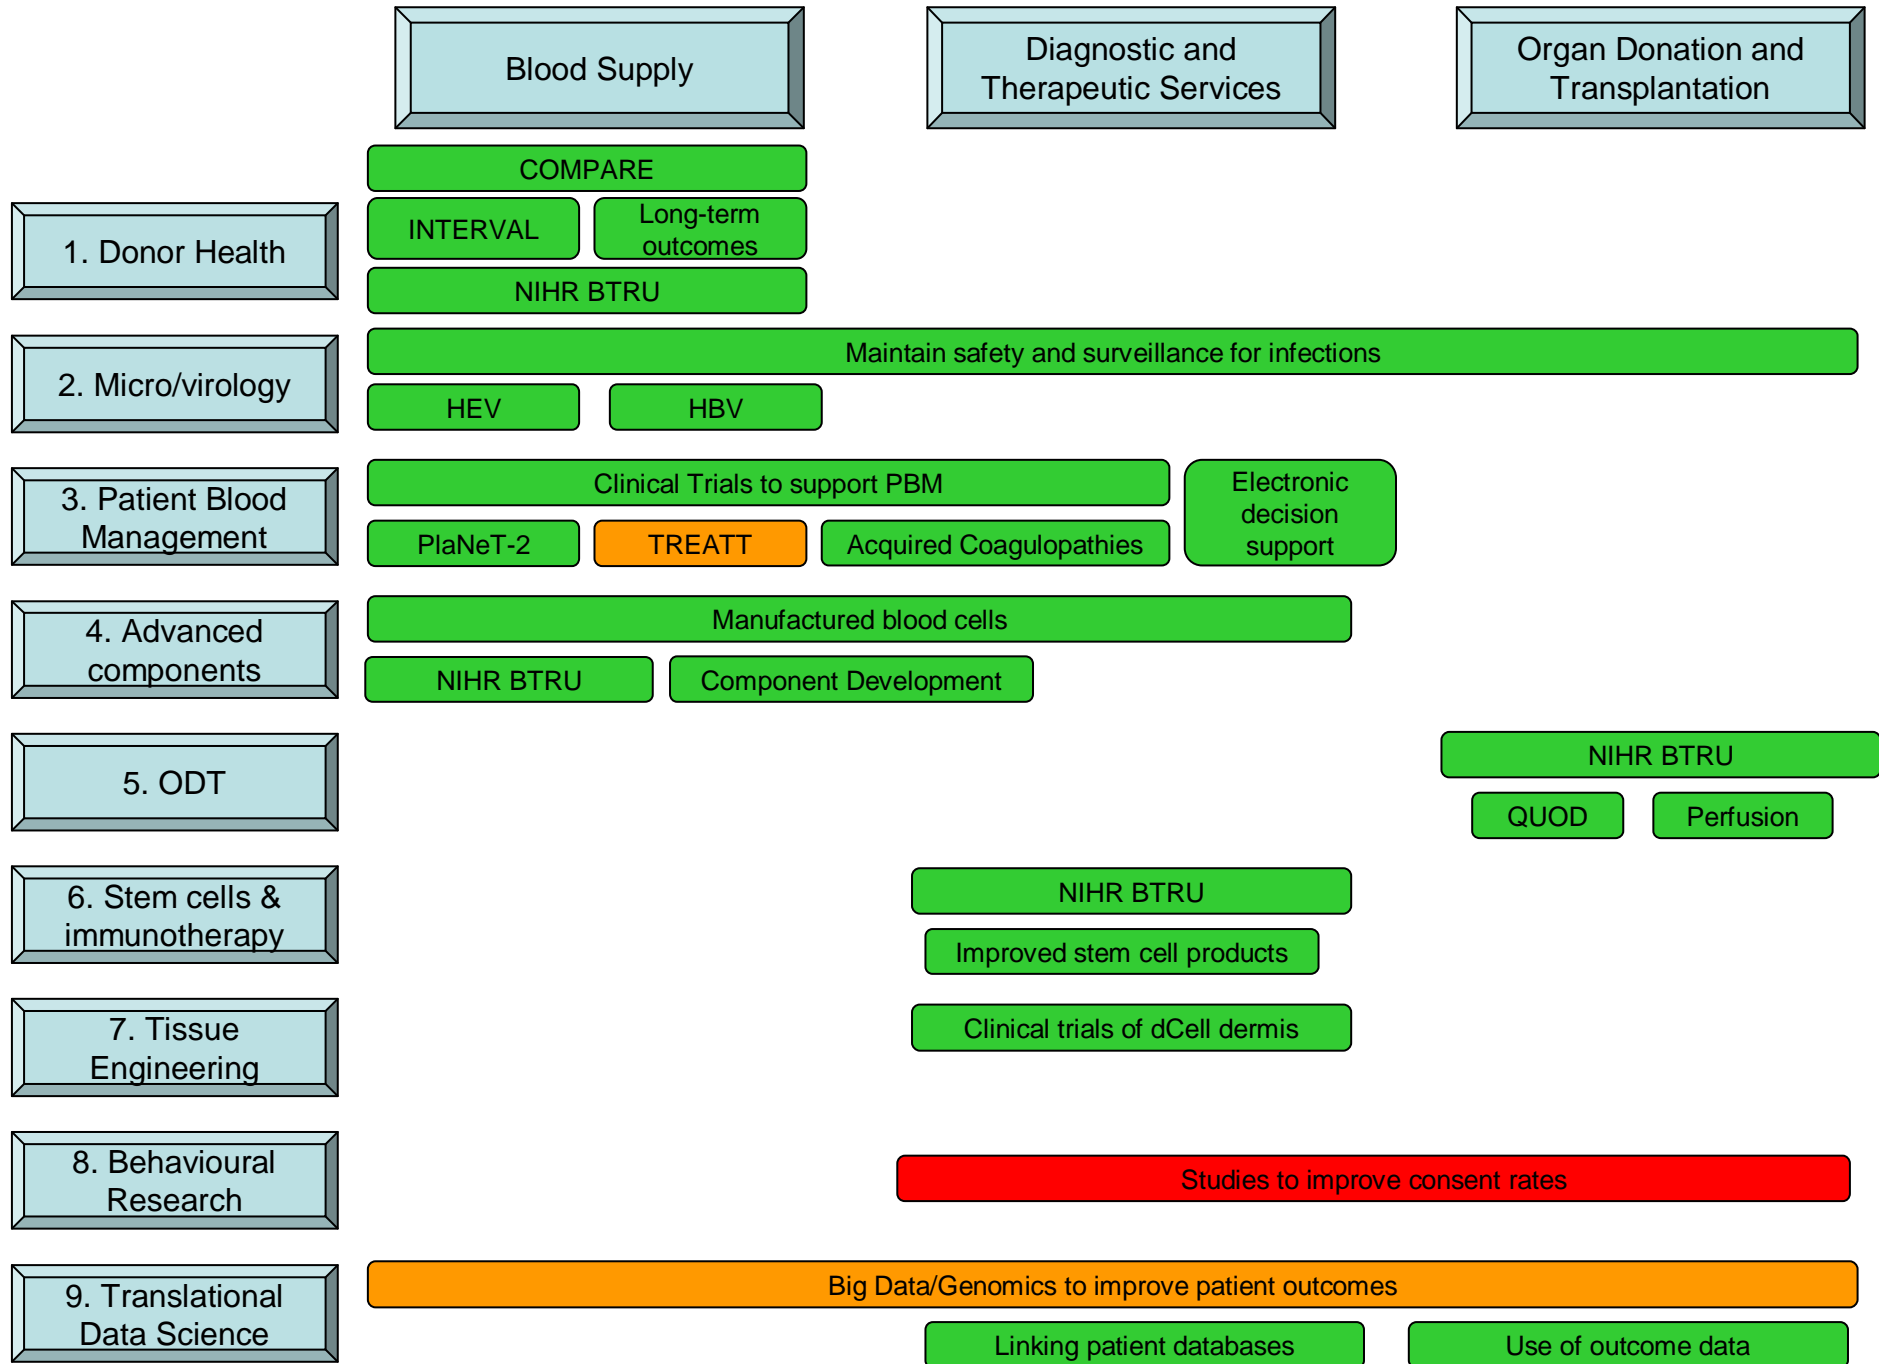 Blood Supply
Diagnostic and
Therapeutic Services
Organ Donation and
Transplantation
1. Donor Health
COMPARE
INTERVAL
Long-term
outcomes
NIHR BTRU
2. Micro/virology
Maintain safety and surveillance for infections
HEV
HBV
3. Patient Blood
Management
Clinical Trials to support PBM
Electronic
decision
support
PlaNeT-2
TREATT
Acquired Coagulopathies
4. Advanced
components
Manufactured blood cells
NIHR BTRU
Component Development
5. ODT
NIHR BTRU
QUOD
Perfusion
6. Stem cells &
immunotherapy
NIHR BTRU
Improved stem cell products
7. Tissue
Engineering
Clinical trials of dCell dermis
8. Behavioural
Research
Studies to improve consent rates
9. Translational
Data Science
Big Data/Genomics to improve patient outcomes
Linking patient databases
Use of outcome data